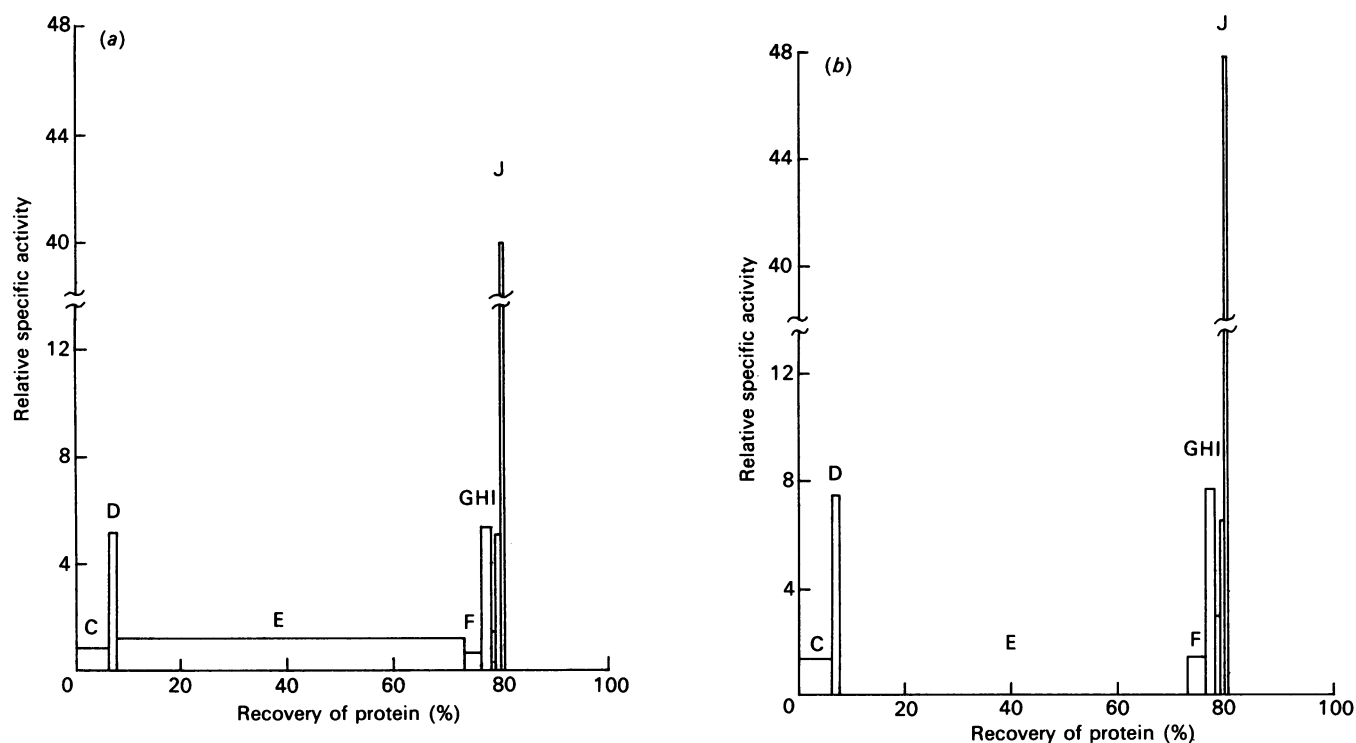 (a)
Relative specific activity
48
44
40
12
8
4
J
D
GHI
C
E
F
0 20 40 60 80 100
Recovery of protein (%)
(b)
Relative specific activity
48
44
40
12
8
4
J
D
GHI
C
E
F
0 20 40 60 80 100
Recovery of protein (%)